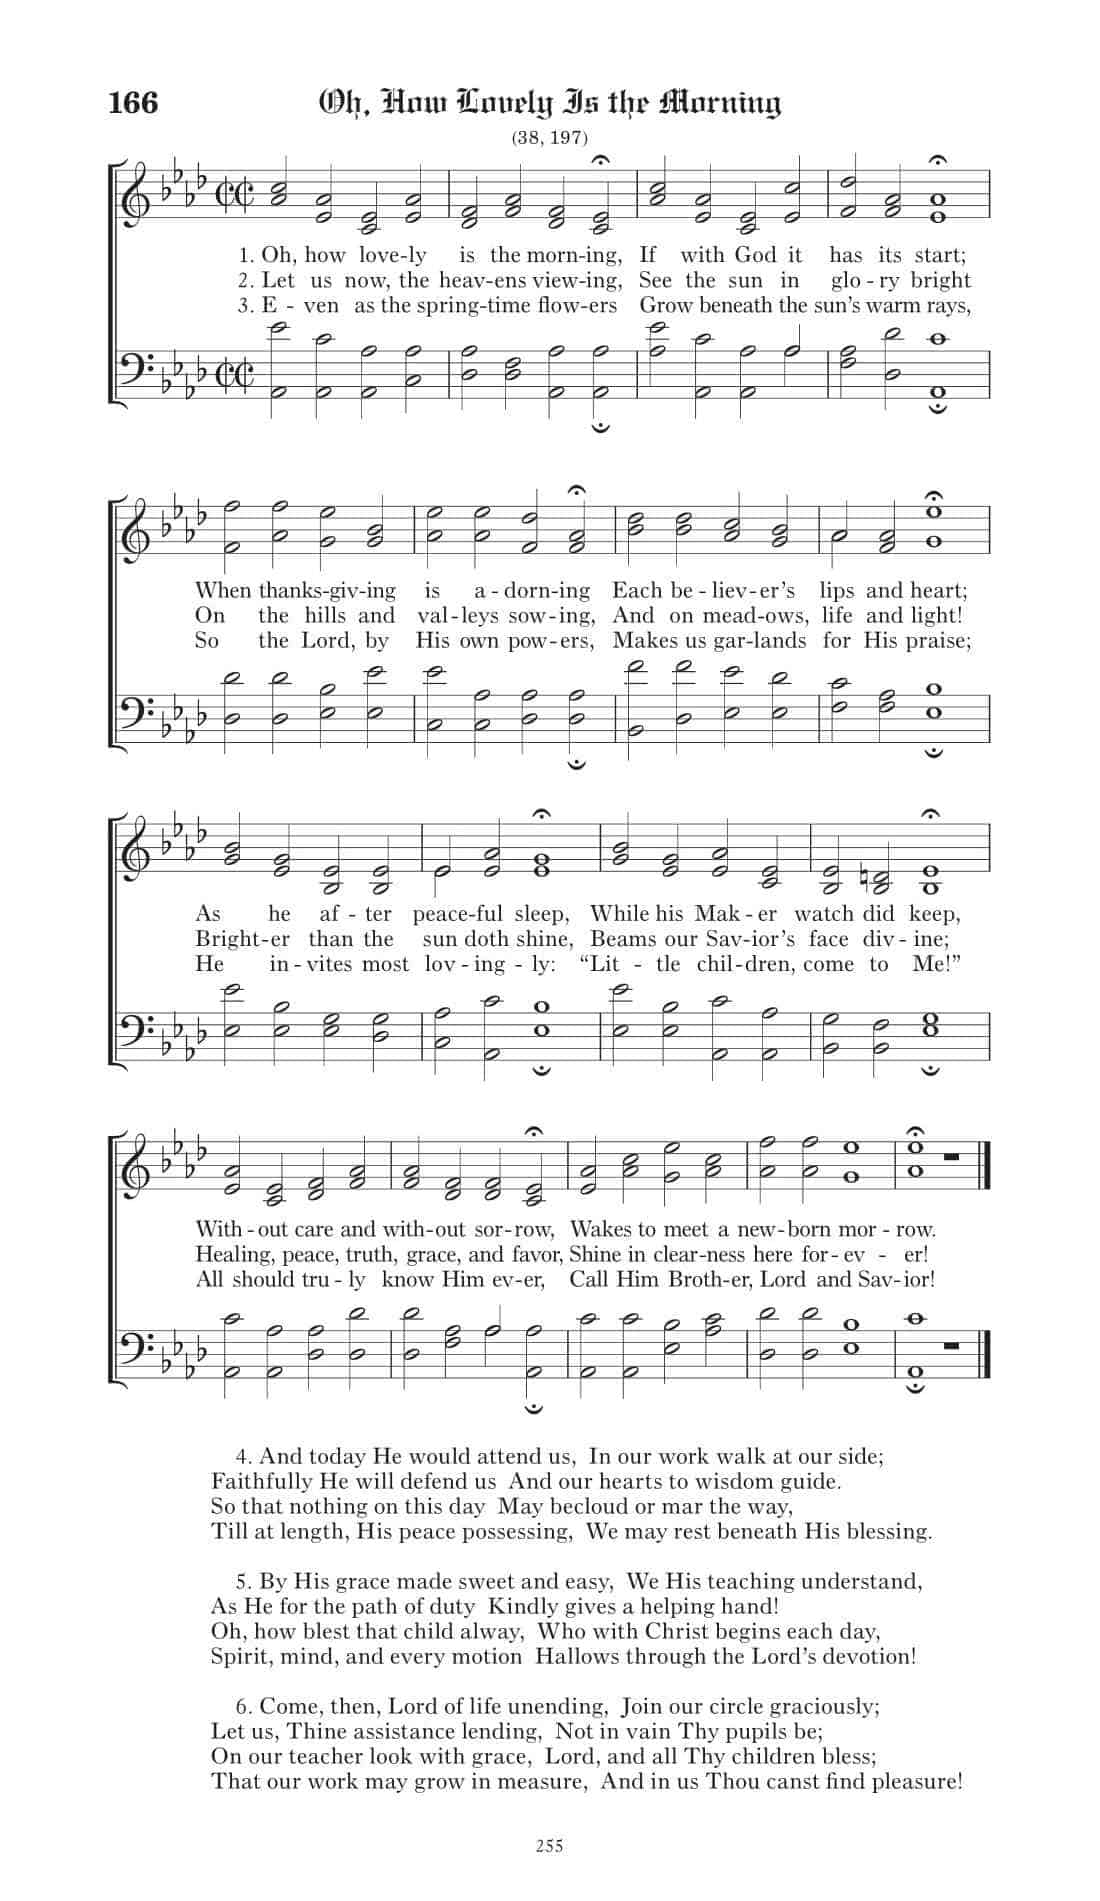 166 Oh, How Lovely Is the Morning
(38, 197)
1. Oh, how love-ly is the morn-ing, If with God it has its start;
2. Let us now, the heav-ens view-ing, See the sun in glo-ry bright
3. E-ven as the spring-time flow-ers Grow beneath the sun's warm rays,
When thanks-giv-ing is a-dorn-ing Each be-liev-er's lips and heart;
On the hills and val-leys sow-ing, And on mead-ows, life and light!
So the Lord, by His own pow-ers, Makes us gar-lands for His praise;
As he af-ter peace-ful sleep, While his Mak-er watch did keep,
Bright-er than the sun doth shine, Beams our Sav-ior's face div-ine;
He in-vites most lov-ing-ly: “Lit-tle chil-dren, come to Me!”
With-out care and with-out sor-row, Wakes to meet a new-born mor-row.
Healing, peace, truth, grace, and favor, Shine in clear-ness here for-ev-er!
All should tru-ly know Him ev-er, Call Him Broth-er, Lord and Sav-ior!
4. And today He would attend us, In our work walk at our side;
Faithfully He will defend us And our hearts to wisdom guide.
So that nothing on this day May becloud or mar the way,
Till at length, His peace possessing, We may rest beneath His blessing.
5. By His grace made sweet and easy, We His teaching understand,
As He for the path of duty Kindly gives a helping hand!
Oh, how blest that child alway, Who with Christ begins each day,
Spirit, mind, and every motion Hallows through the Lord's devotion!
6. Come, then, Lord of life unending, Join our circle graciously;
Let us, Thine assistance lending, Not in vain Thy pupils be;
On our teacher look with grace, Lord, and all Thy children bless;
That our work may grow in measure, And in us Thou canst find pleasure!
255